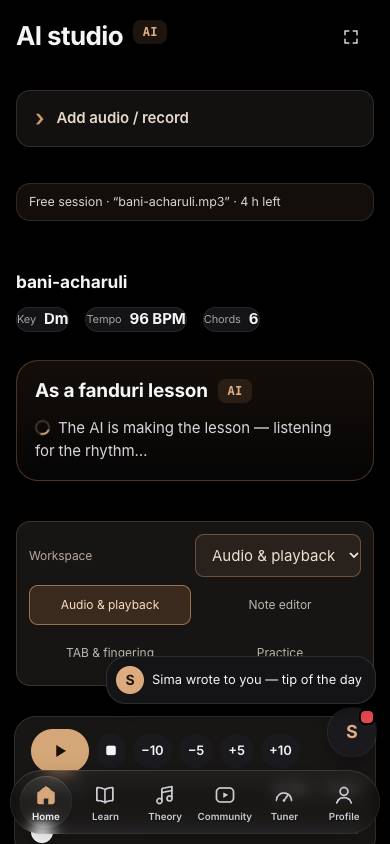 AI studio AI
Add audio / record
Free session · “bani-acharuli.mp3” · 4 h left
bani-acharuli
Key Dm Tempo 96 BPM Chords 6
As a fanduri lesson AI
The AI is making the lesson — listening
for the rhythm...
Workspace Audio & playback
Audio & playback Note editor
TAB & fingering Practice
S Sima wrote to you — tip of the day
S
−10 −5 +5 +10
Home Learn Theory Community Tuner Profile